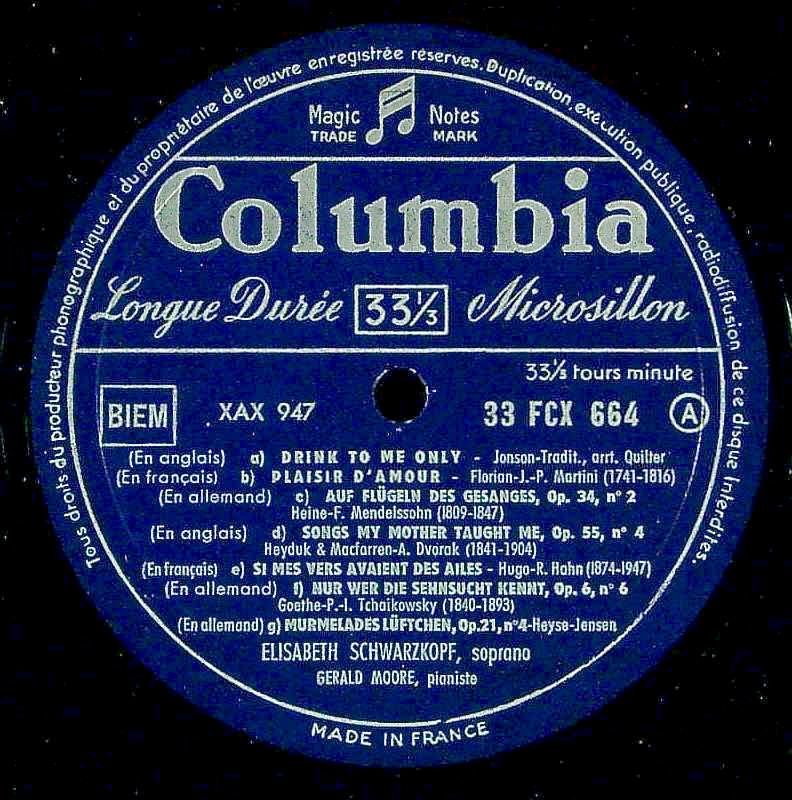 Tous droits du producteur phonographique et du propriétaire de l'œuvre enregistrée réservés. Duplication, exécution publique, radiodiffusion de ce disque Interdites.
Magic Notes
TRADE MARK
Columbia
Longue Durée 33⅓ Microsillon
33⅓ tours minute
BIEM XAX 947 33 FCX 664 A
(En anglais) a) DRINK TO ME ONLY - Jonson-Tradit., arrt. Quilter
(En français) b) PLAISIR D'AMOUR - Florian-J.-P. Martini (1741-1816)
(En allemand) c) AUF FLÜGELN DES GESANGES, Op. 34, n° 2
Heine-F. Mendelssohn (1809-1847)
(En anglais) d) SONGS MY MOTHER TAUGHT ME, Op. 55, n° 4
Heyduk & Macfarren-A. Dvorak (1841-1904)
(En français) e) SI MES VERS AVAIENT DES AILES - Hugo-R. Hahn (1874-1947)
(En allemand) f) NUR WER DIE SEHNSUCHT KENNT, Op. 6, n° 6
Goethe-P.-I. Tchaikowsky (1840-1893)
(En allemand) g) MURMELADES LÜFTCHEN, Op.21, n°4-Heyse-Jensen
ELISABETH SCHWARZKOPF, soprano
GERALD MOORE, pianiste
MADE IN FRANCE